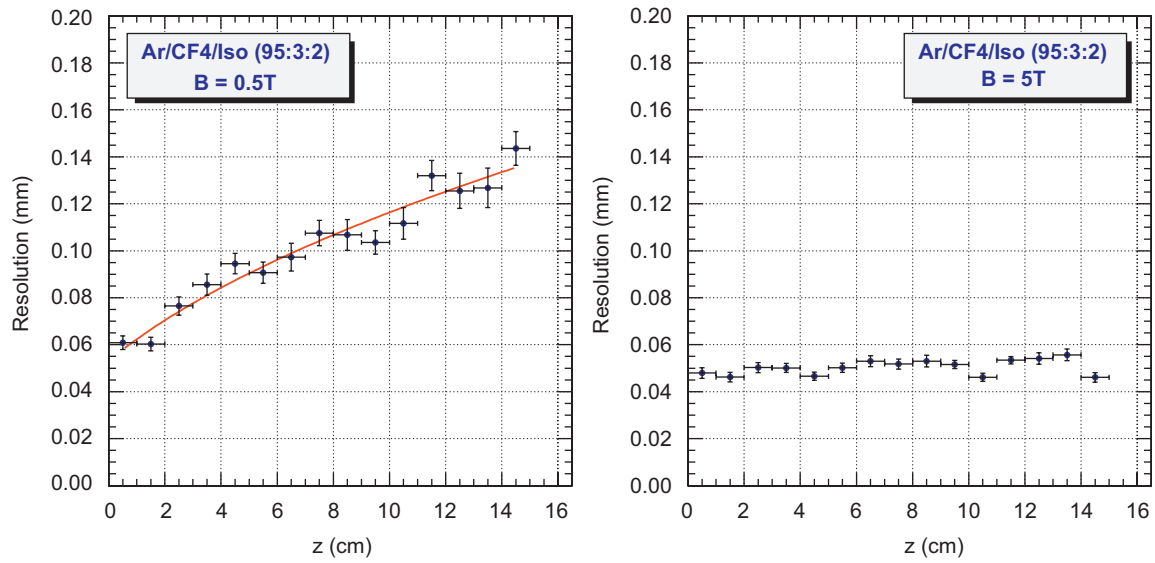 0.20
0.18
0.16
0.14
0.12
0.10
0.08
0.06
0.04
0.02
0.00
Resolution (mm)
Ar/CF4/Iso (95:3:2)
B = 0.5T
0 2 4 6 8 10 12 14 16
z (cm)
0.20
0.18
0.16
0.14
0.12
0.10
0.08
0.06
0.04
0.02
0.00
Resolution (mm)
Ar/CF4/Iso (95:3:2)
B = 5T
0 2 4 6 8 10 12 14 16
z (cm)